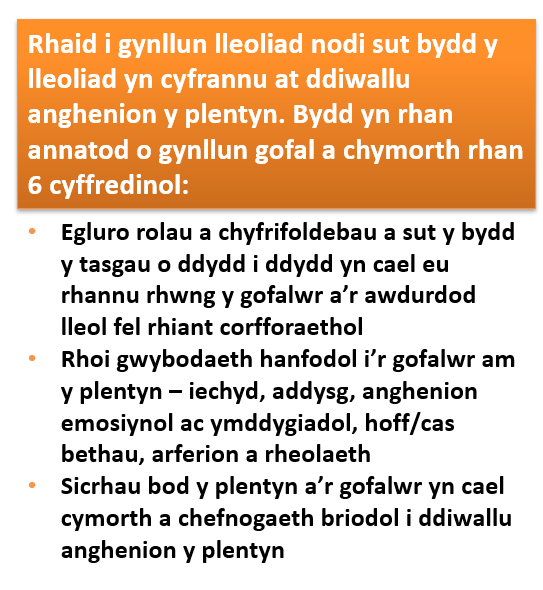 Rhaid i gynllun lleoliad nodi sut bydd y
lleoliad yn cyfrannu at ddiwallu
anghenion y plentyn. Bydd yn rhan
annatod o gynllun gofal a chymorth rhan
6 cyffredinol:
• Egluro rolau a chyfrifoldebau a sut y bydd
y tasgau o ddydd i ddydd yn cael eu
rhannu rhwng y gofalwr a’r awdurdod
lleol fel rhiant corfforaethol
• Rhoi gwybodaeth hanfodol i’r gofalwr am
y plentyn – iechyd, addysg, anghenion
emosiynol ac ymddygiadol, hoff/cas
bethau, arferion a rheolaeth
• Sicrhau bod y plentyn a’r gofalwr yn cael
cymorth a chefnogaeth briodol i ddiwallu
anghenion y plentyn